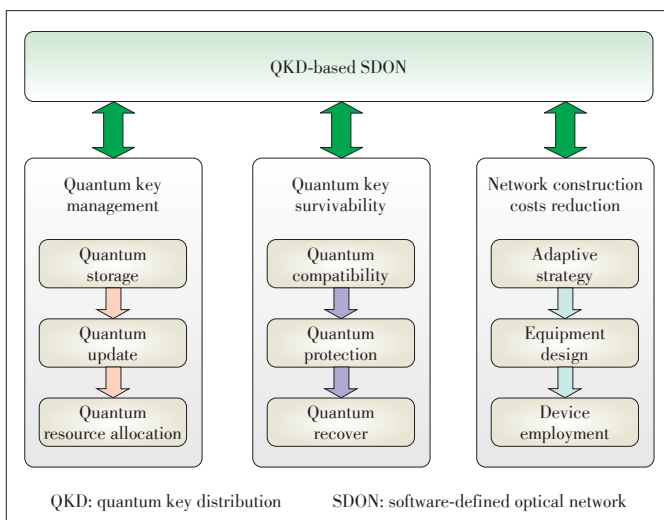 QKD-based SDON
Quantum key
management
Quantum
storage
Quantum
update
Quantum
resource allocation
Quantum key
survivability
Quantum
compatibility
Quantum
protection
Quantum
recover
Network construction
costs reduction
Adaptive
strategy
Equipment
design
Device
employment
QKD: quantum key distribution
SDON: software-defined optical network